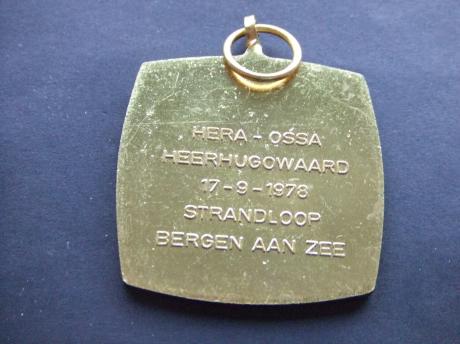 HERA - OSSA
HEERHUGOWAARD
17-9-1978
STRANDLOOP
BERGEN AAN ZEE